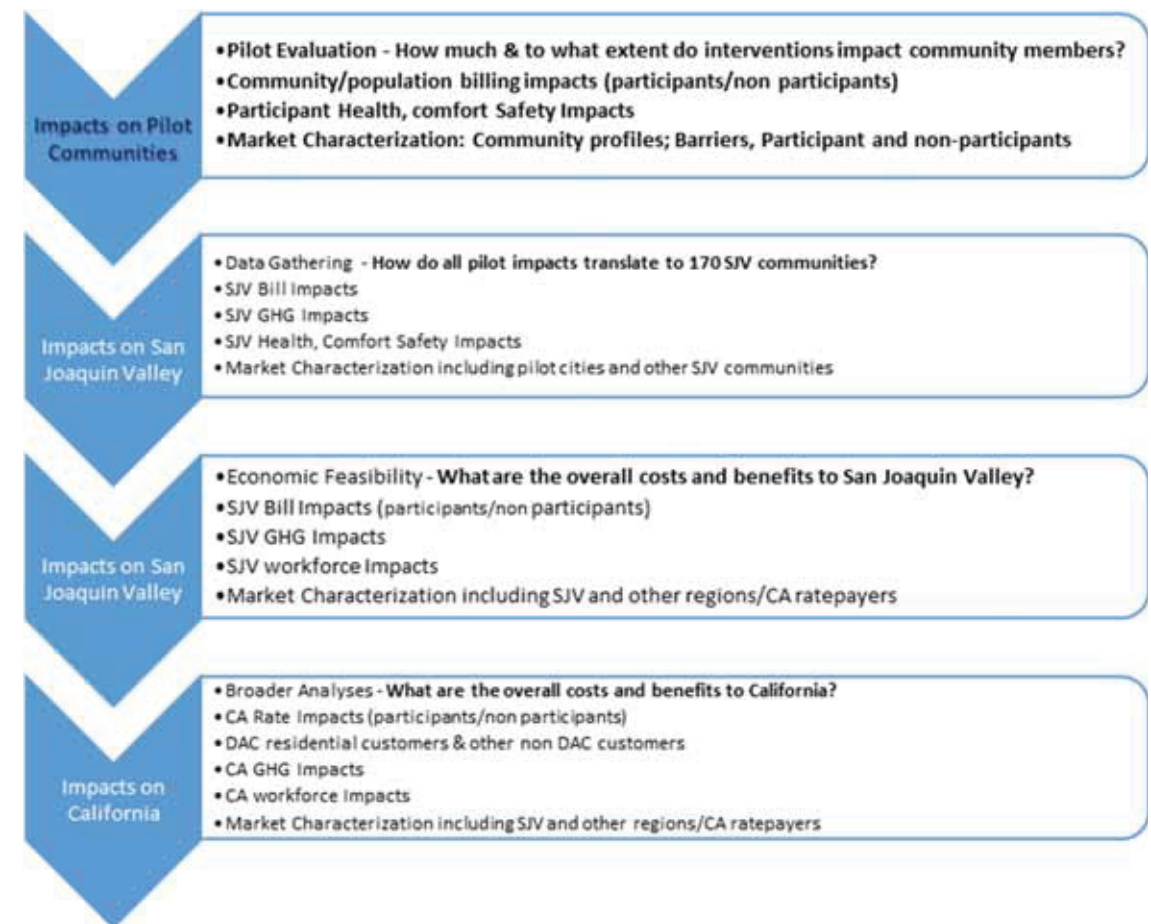 Impacts on Pilot
Communities
•Pilot Evaluation - How much & to what extent do interventions impact community members?
•Community/population billing impacts (participants/non participants)
•Participant Health, comfort Safety Impacts
•Market Characterization: Community profiles; Barriers, Participant and non-participants
Impacts on San
Joaquin Valley
•Data Gathering - How do all pilot impacts translate to 170 SJV communities?
•SJV Bill Impacts
•SJV GHG Impacts
•SJV Health, Comfort Safety Impacts
•Market Characterization including pilot cities and other SJV communities
Impacts on San
Joaquin Valley
•Economic Feasibility - What are the overall costs and benefits to San Joaquin Valley?
•SJV Bill Impacts (participants/non participants)
•SJV GHG Impacts
•SJV workforce Impacts
•Market Characterization including SJV and other regions/CA ratepayers
Impacts on
California
•Broader Analyses - What are the overall costs and benefits to California?
•CA Rate Impacts (participants/non participants)
•DAC residential customers & other non DAC customers
•CA GHG Impacts
•CA workforce Impacts
•Market Characterization including SJV and other regions/CA ratepayers